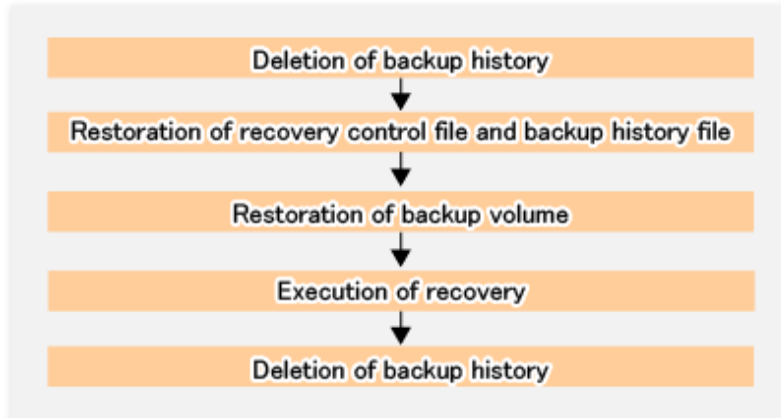 Deletion of backup history
Restoration of recovery control file and backup history file
Restoration of backup volume
Execution of recovery
Deletion of backup history